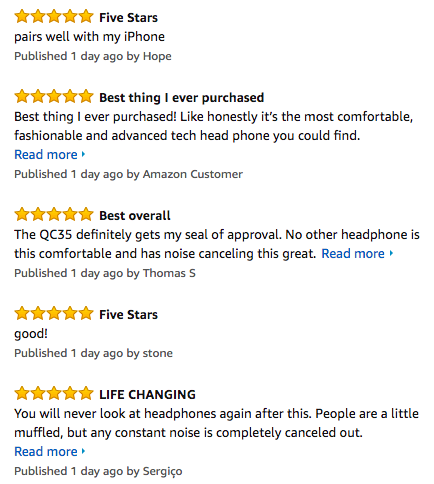 Five Stars
pairs well with my iPhone
Published 1 day ago by Hope
Best thing I ever purchased
Best thing I ever purchased! Like honestly it's the most comfortable,
fashionable and advanced tech head phone you could find.
Read more
Published 1 day ago by Amazon Customer
Best overall
The QC35 definitely gets my seal of approval. No other headphone is
this comfortable and has noise canceling this great. Read more
Published 1 day ago by Thomas S
Five Stars
good!
Published 1 day ago by stone
LIFE CHANGING
You will never look at headphones again after this. People are a little
muffled, but any constant noise is completely canceled out.
Read more
Published 1 day ago by Sergiço